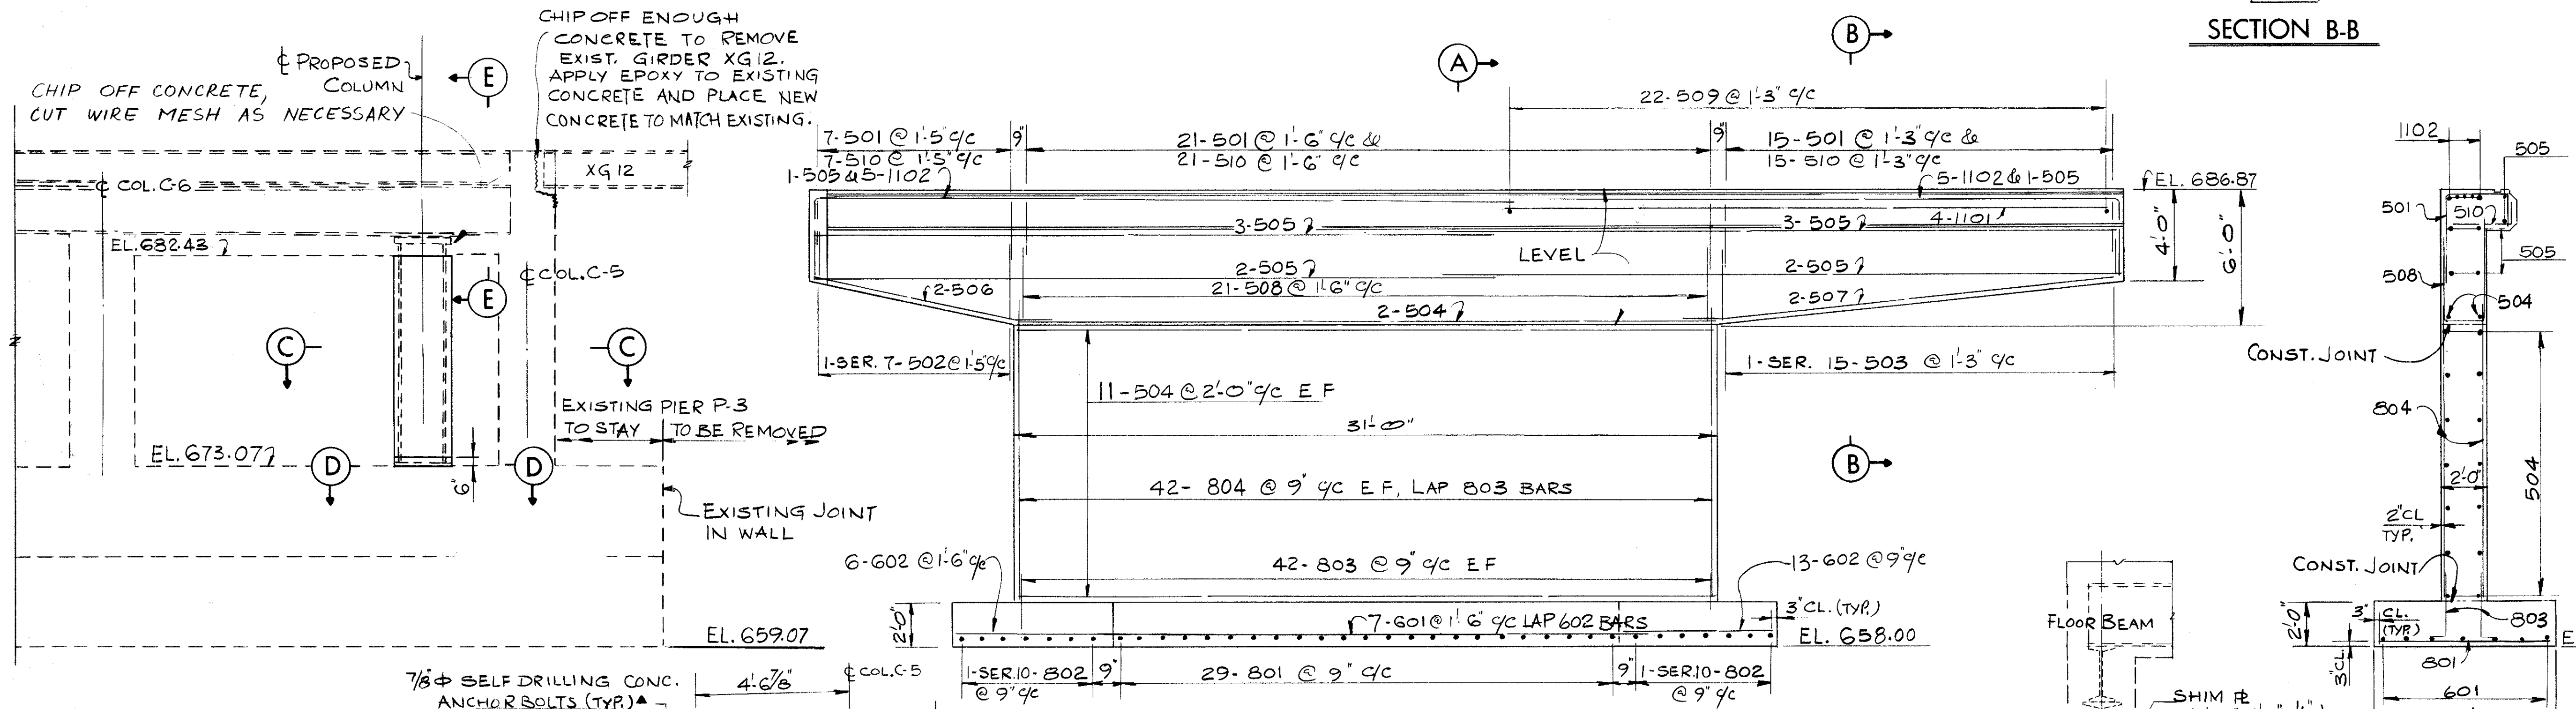 SECTION B-B
CHIP OFF ENOUGH
CONCRETE TO REMOVE
EXIST. GIRDER XG12.
APPLY EPOXY TO EXISTING
CONCRETE AND PLACE NEW
CONCRETE TO MATCH EXISTING.
℄ PROPOSED
COLUMN
E
CHIP OFF CONCRETE,
CUT WIRE MESH AS NECESSARY
℄ COL. C-6
XG 12
EL. 682.43
℄ COL. C-5
E
C
C
EXISTING PIER P-3
TO STAY
TO BE REMOVED
EL. 673.07
D
D
6"
EXISTING JOINT
IN WALL
EL. 659.07
7/8"ϕ SELF DRILLING CONC.
ANCHOR BOLTS (TYP.)▲
4'-6 7/8"
℄ COL. C-5
A
B
22-509 @ 1'-3" c/c
7-501 @ 1'-5" c/c
7-510 @ 1'-5" c/c
9"
21-501 @ 1'-6" c/c &
21-510 @ 1'-6" c/c
9"
15-501 @ 1'-3" c/c &
15-510 @ 1'-3" c/c
1-505 & 5-1102
5-1102 & 1-505
EL. 686.87
3-505
3-505
4-1101
LEVEL
4'-0"
6'-0"
2-505
2-505
2-506
21-508 @ 1'-6" c/c
2-507
2-504
1-SER. 7-502 @ 1'-5" c/c
1-SER. 15-503 @ 1'-3" c/c
11-504 @ 2'-0" c/c E F
31'-0"
B
42- 804 @ 9" c/c E F, LAP 803 BARS
6-602 @ 1'-6" c/c
42-803 @ 9" c/c E F
13-602 @ 9" c/c
2'-0"
7-601 @ 1'-6" c/c LAP 602 BARS
3" CL. (TYP.)
EL. 658.00
1-SER. 10-802
@ 9" c/c
9"
29-801 @ 9" c/c
9"
1-SER. 10-802
@ 9" c/c
1102
505
501
510
508
505
504
CONST. JOINT
804
504
2'-0"
2" CL
TYP.
CONST. JOINT
3"
CL.
(TYP.)
803
2'-0"
3" CL.
801
601
E
FLOOR BEAM
SHIM ℄